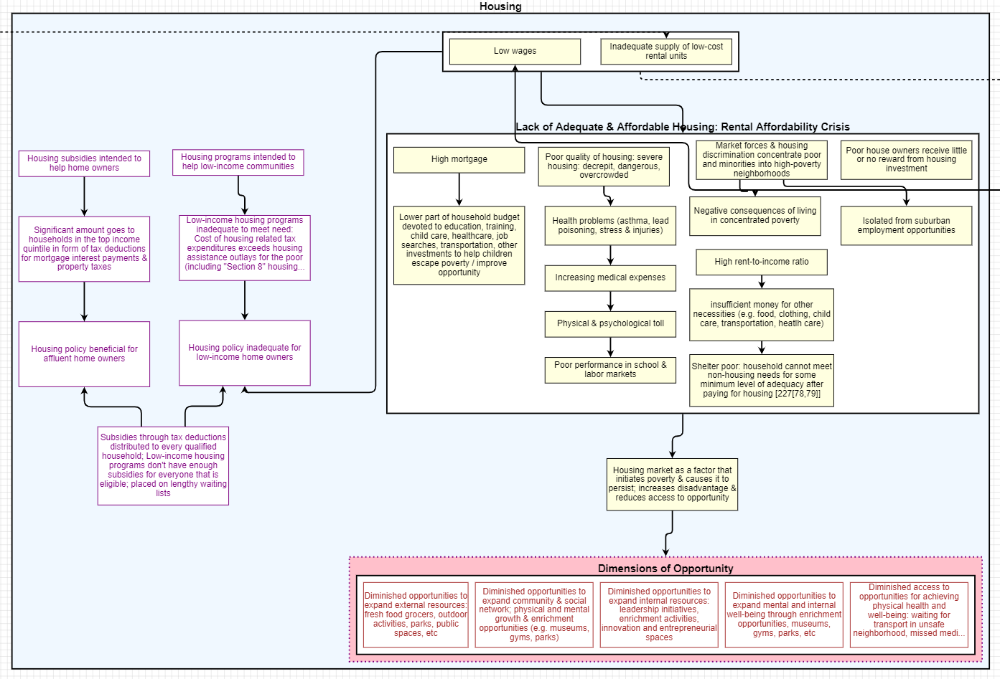 Housing
Low wages
Inadequate supply of low-cost
rental units
Lack of Adequate & Affordable Housing: Rental Affordability Crisis
Housing subsidies intended to
help home owners
Housing programs intended to
help low-income communities
High mortgage
Poor quality of housing: severe
housing: decrepit, dangerous,
overcrowded
Market forces & housing
discrimination concentrate poor
and minorities into high-poverty
neighborhoods
Poor house owners receive little
or no reward from housing
investment
Significant amount goes to
households in the top income
quintile in form of tax deductions
for mortgage interest payments &
property taxes
Low-income housing programs
inadequate to meet need:
Cost of housing related tax
expenditures exceeds housing
assistance outlays for the poor
(including "Section 8" housing...
Lower part of household budget
devoted to education, training,
child care, healthcare, job
searches, transportation, other
investments to help children
escape poverty / improve
opportunity
Health problems (asthma, lead
poisoning, stress & injuries)
Negative consequences of living
in concentrated poverty
Isolated from suburban
employment opportunities
Increasing medical expenses
High rent-to-income ratio
Physical & psychological toll
insufficient money for other
necessities (e.g. food, clothing, child
care, transportation, heatlh care)
Poor performance in school &
labor markets
Shelter poor: household cannot meet
non-housing needs for some
minimum level of adequacy after
paying for housing [227[78,79]]
Housing policy beneficial for
affluent home owners
Housing policy inadequate for
low-income home owners
Subsidies through tax deductions
distributed to every qualified
household; Low-income housing
programs don't have enough
subsidies for everyone that is
eligible; placed on lengthy waiting
lists
Housing market as a factor that
initiates poverty & causes it to
persist; increases disadvantage &
reduces access to opportunity
Dimensions of Opportunity
Diminished opportunities to
expand external resources:
fresh food grocers, outdoor
activities, parks, public
spaces, etc
Diminished opportunities to
expand community & social
network; physical and mental
growth & enrichment
opportunities (e.g. museums,
gyms, parks)
Diminished opportunities to
expand internal resources:
leadership initiatives,
enrichment activities,
innovation and entrepreneurial
spaces
Diminished opportunities to
expand mental and internal
well-being through enrichment
opportunities, museums,
gyms, parks, etc
Diminished access to
opportunities for achieving
physical health and
well-being: waiting for
transport in unsafe
neighborhood, missed medi...